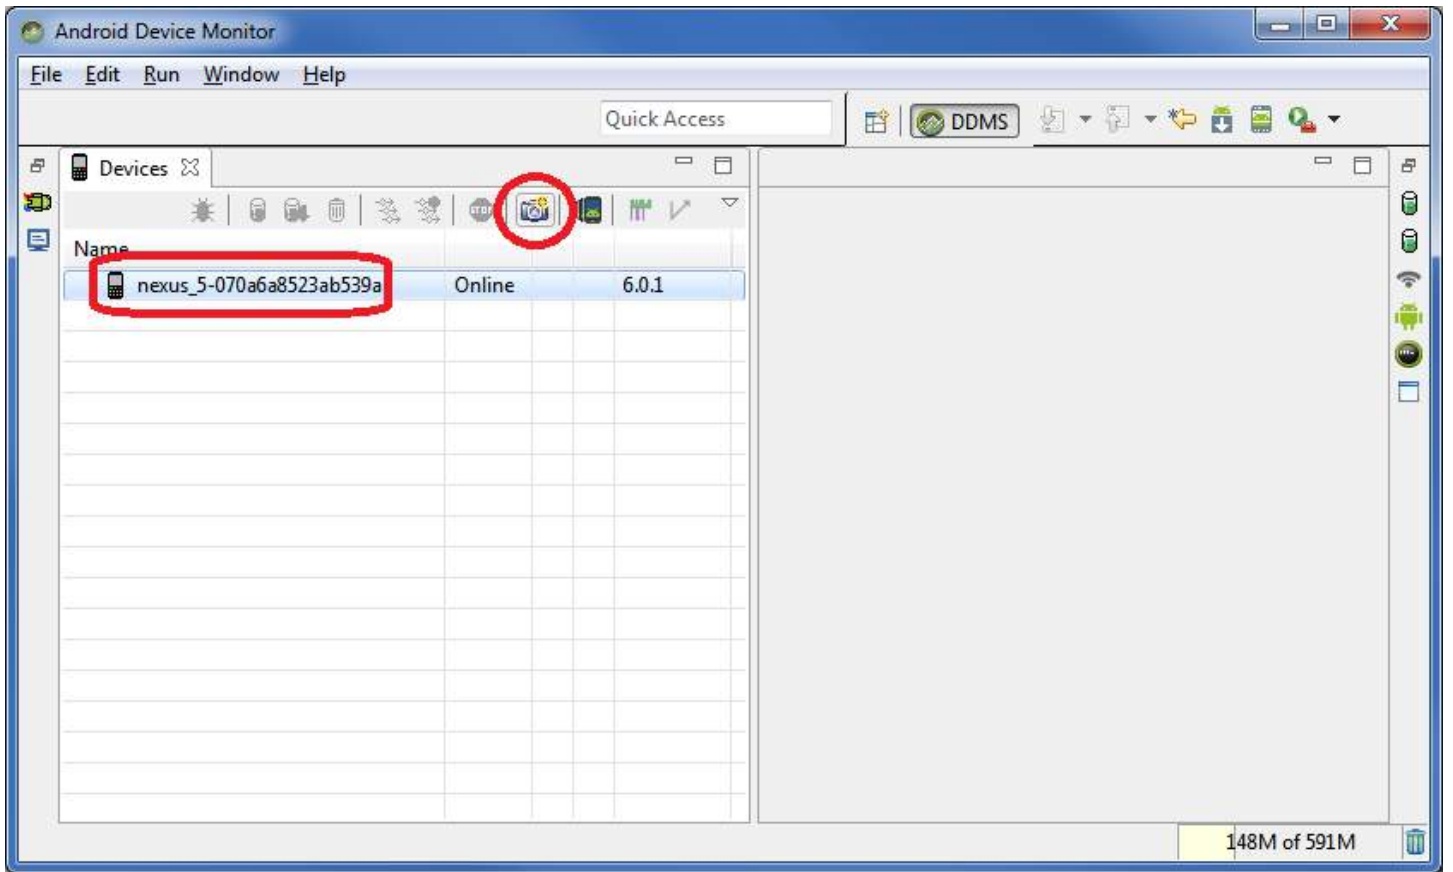 Android Device Monitor
File Edit Run Window Help
Quick Access
DDMS
Devices
STOP
Name
nexus_5-070a6a8523ab539a Online 6.0.1
148M of 591M